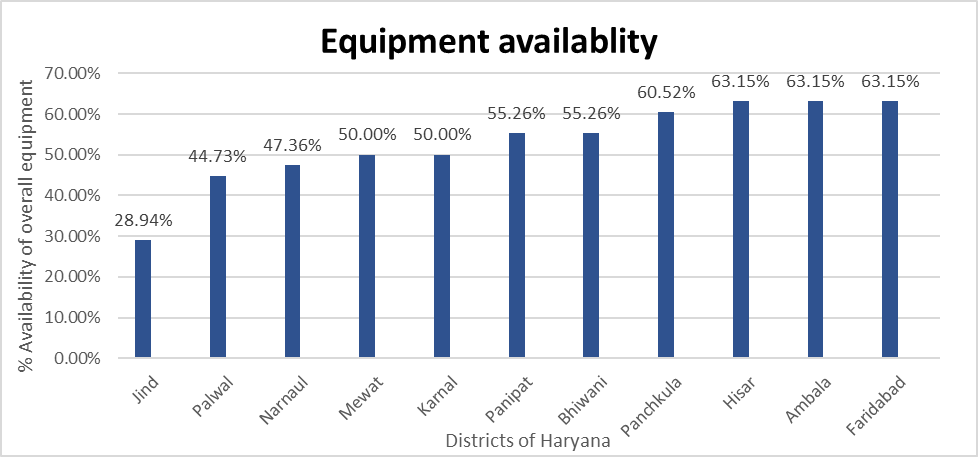 Equipment availablity
% Availability of overall equipment
70.00%
60.00%
50.00%
40.00%
30.00%
20.00%
10.00%
0.00%
28.94%
44.73%
47.36%
50.00%
50.00%
55.26%
55.26%
60.52%
63.15%
63.15%
63.15%
Jind
Palwal
Narnaul
Mewat
Karnal
Panipat
Bhiwani
Panchkula
Hisar
Ambala
Faridabad
Districts of Haryana